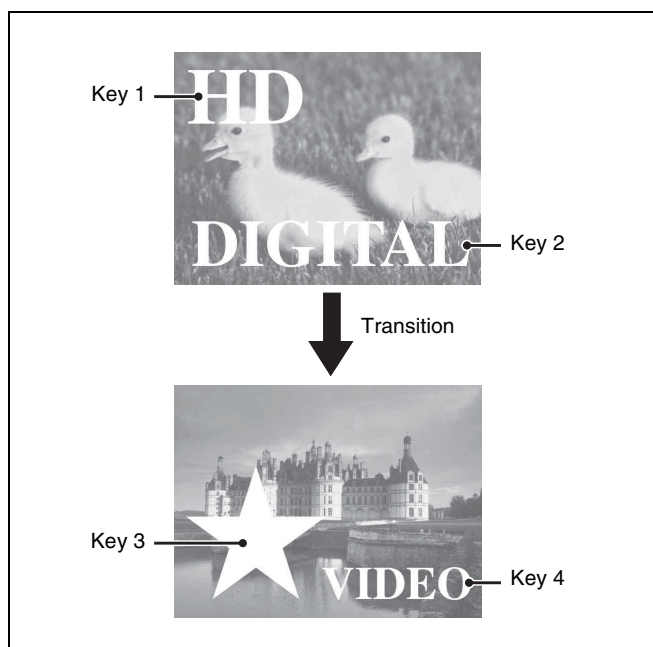 Key 1
HD
DIGITAL
Key 2
Transition
Key 3
VIDEO
Key 4